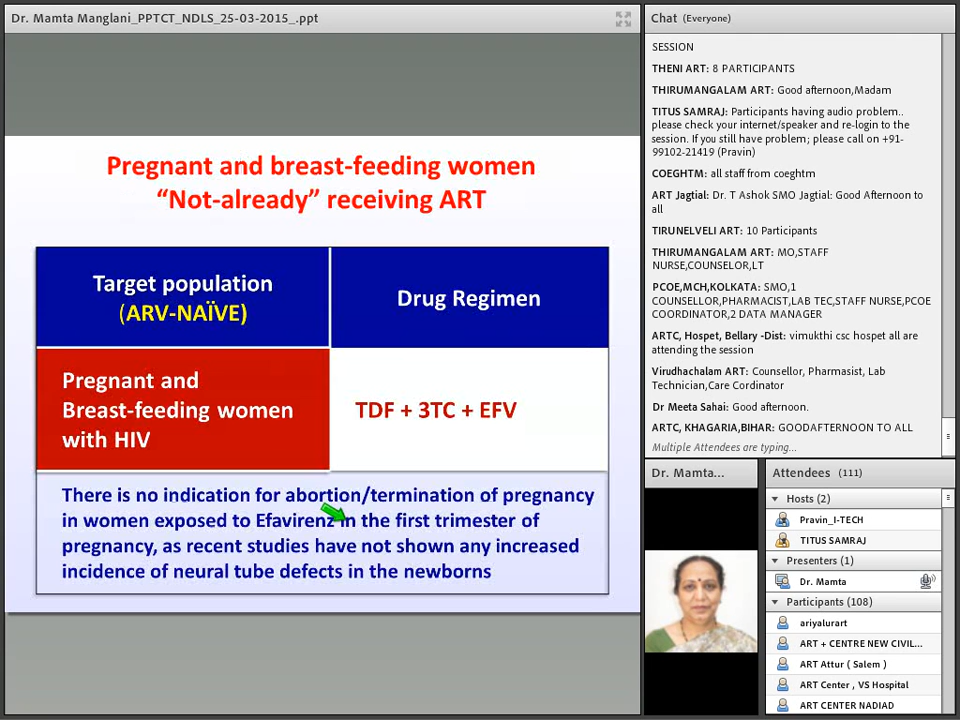 Dr. Mamta Manglani_PPTCT_NDLS_25-03-2015_.ppt
Pregnant and breast-feeding women
“Not-already” receiving ART
Target population
(ARV-NAÏVE)
Drug Regimen
Pregnant and
Breast-feeding women
with HIV
TDF + 3TC + EFV
There is no indication for abortion/termination of pregnancy
in women exposed to Efavirenz in the first trimester of
pregnancy, as recent studies have not shown any increased
incidence of neural tube defects in the newborns
Chat (Everyone)
SESSION
THENI ART: 8 PARTICIPANTS
THIRUMANGALAM ART: Good afternoon,Madam
TITUS SAMRAJ: Participants having audio problem..
please check your internet/speaker and re-login to the
session. If you still have problem; please call on +91-
99102-21419 (Pravin)
COEGHTM: all staff from coeghtm
ART Jagtial: Dr. T Ashok SMO Jagtial: Good Afternoon to
all
TIRUNELVELI ART: 10 Participants
THIRUMANGALAM ART: MO,STAFF
NURSE,COUNSELOR,LT
PCOE,MCH,KOLKATA: SMO,1
COUNSELLOR,PHARMACIST,LAB TEC,STAFF NURSE,PCOE
COORDINATOR,2 DATA MANAGER
ARTC, Hospet, Bellary -Dist: vimukthi csc hospet all are
attending the session
Virudhachalam ART: Counsellor, Pharmasist, Lab
Technician,Care Cordinator
Dr Meeta Sahai: Good afternoon.
ARTC, KHAGARIA,BIHAR: GOODAFTERNOON TO ALL
Multiple Attendees are typing...
Dr. Mamta...
Attendees (111)
Hosts (2)
Pravin_I-TECH
TITUS SAMRAJ
Presenters (1)
Dr. Mamta
Participants (108)
ariyalurart
ART + CENTRE NEW CIVIL...
ART Attur ( Salem )
ART Center , VS Hospital
ART CENTER NADIAD